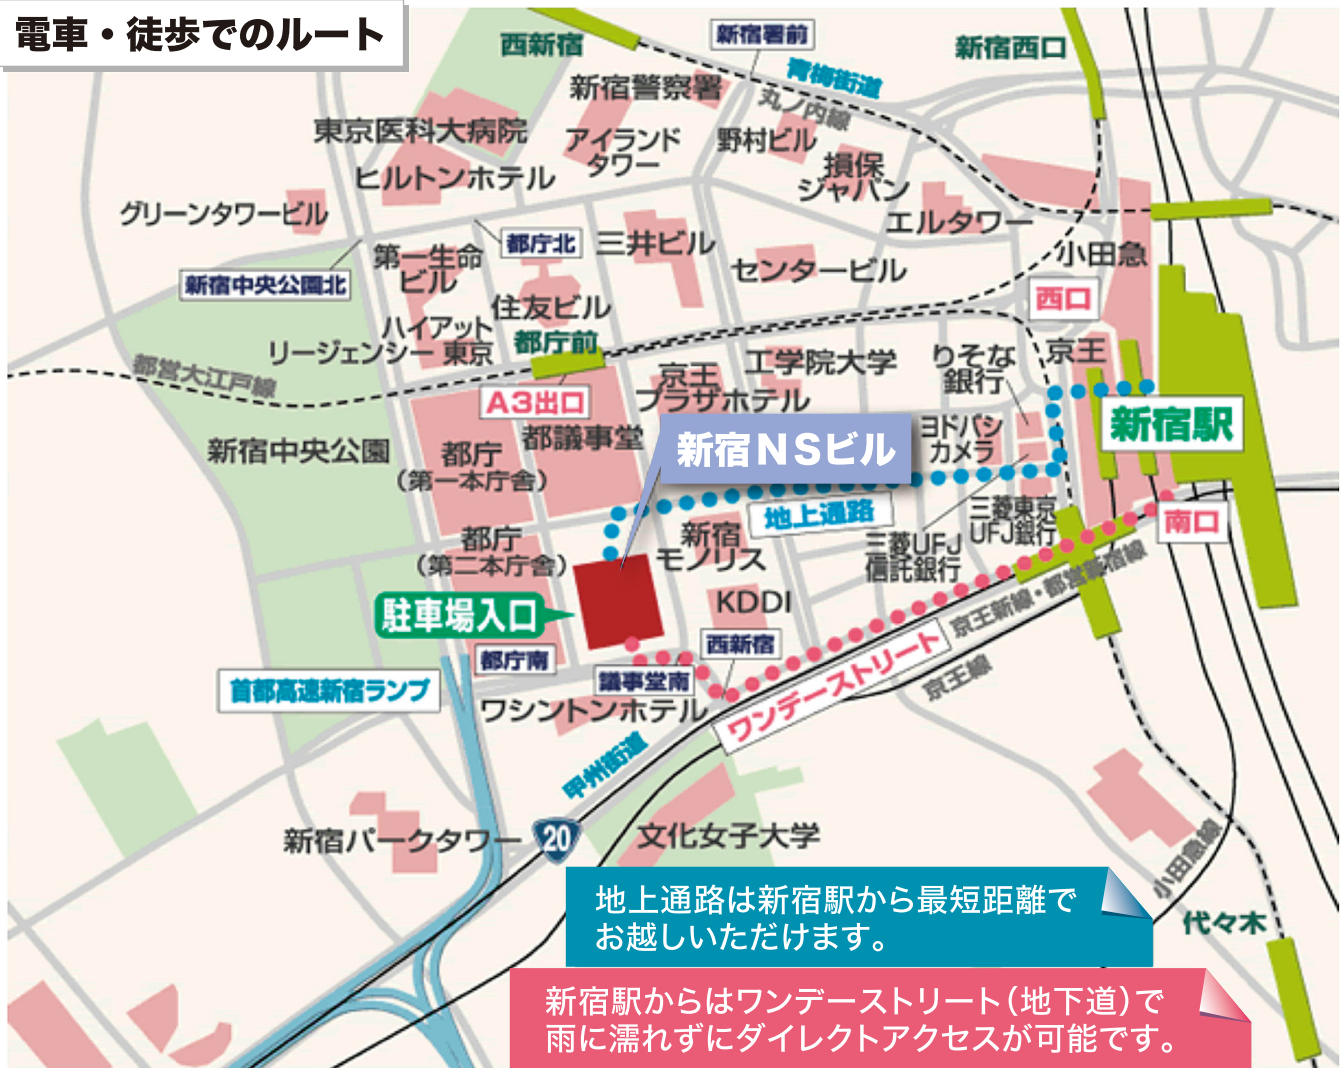 電車・徒歩でのルート
西新宿
新宿署前
新宿西口
青梅街道
新宿警察署
丸ノ内線
東京医科大病院
アイランド
タワー
野村ビル
損保
ジャパン
ヒルトンホテル
グリーンタワービル
エルタワー
都庁北
三井ビル
小田急
第一生命
ビル
センタービル
新宿中央公園北
西口
住友ビル
ハイアット
リージェンシー 東京
都庁前
京王
工学院大学
りそな
銀行
都営大江戸線
京王
プラザホテル
A3出口
新宿駅
新宿中央公園
都議事堂
都庁
(第一本庁舎)
新宿NSビル
ヨドバシ
カメラ
地上通路
三菱東京
UFJ銀行
南口
新宿
モノリス
三菱UFJ
信託銀行
都庁
(第二本庁舎)
京王新線・都営新宿線
KDDI
駐車場入口
西新宿
都庁南
議事堂南
ワンデーストリート
京王線
首都高速新宿ランプ
ワシントンホテル
甲州街道
新宿パークタワー
20
文化女子大学
小田急線
代々木
地上通路は新宿駅から最短距離で
お越しいただけます。
新宿駅からはワンデーストリート(地下道)で
雨に濡れずにダイレクトアクセスが可能です。